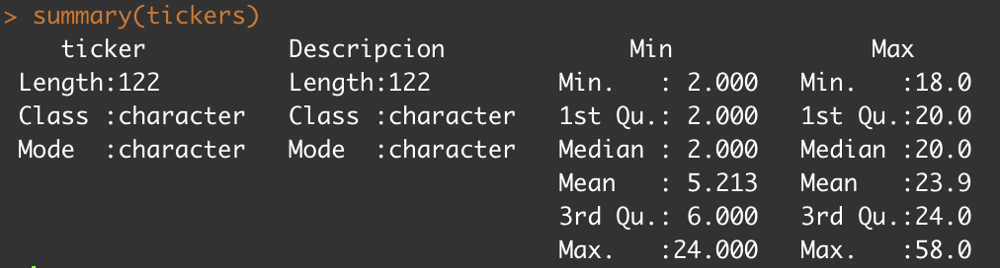 > summary(tickers)
    ticker          Descripcion             Min              Max
 Length:122         Length:122         Min.   : 2.000   Min.   :18.0
 Class :character   Class :character   1st Qu.: 2.000   1st Qu.:20.0
 Mode  :character   Mode  :character   Median : 2.000   Median :20.0
                                       Mean   : 5.213   Mean   :23.9
                                       3rd Qu.: 6.000   3rd Qu.:24.0
                                       Max.   :24.000   Max.   :58.0